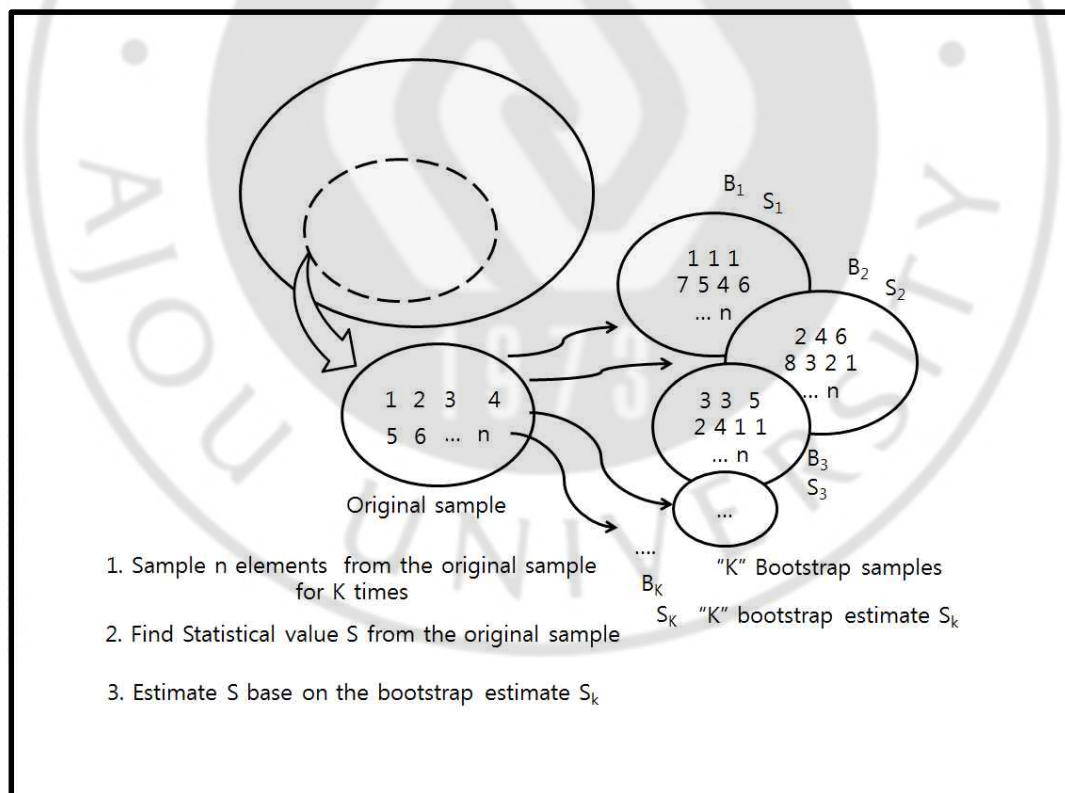 B1
S1
1 1 1
7 5 4 6
... n
B2
S2
2 4 6
8 3 2 1
... n
3 3 5
2 4 1 1
... n
B3
S3
...
1 2 3 4
5 6 ... n
Original sample
....
BK
SK
"K" Bootstrap samples
"K" bootstrap estimate Sk
1. Sample n elements from the original sample
for K times
2. Find Statistical value S from the original sample
3. Estimate S base on the bootstrap estimate Sk
AJOU UNIVERSITY
1973